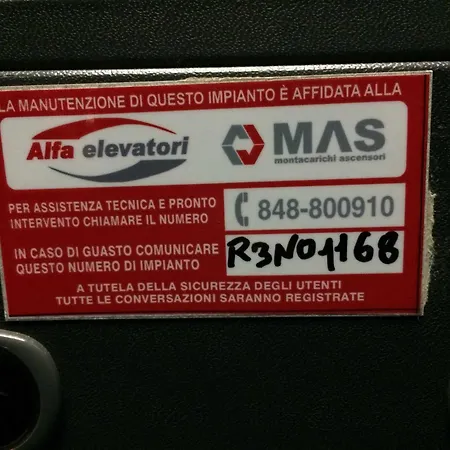 LA MANUTENZIONE DI QUESTO IMPIANTO È AFFIDATA ALLA
Alfa elevatori
MAS
montacarichi ascensori
PER ASSISTENZA TECNICA E PRONTO
INTERVENTO CHIAMARE IL NUMERO
848-800910
IN CASO DI GUASTO COMUNICARE
QUESTO NUMERO DI IMPIANTO
R3N01168
A TUTELA DELLA SICUREZZA DEGLI UTENTI
TUTTE LE CONVERSAZIONI SARANNO REGISTRATE